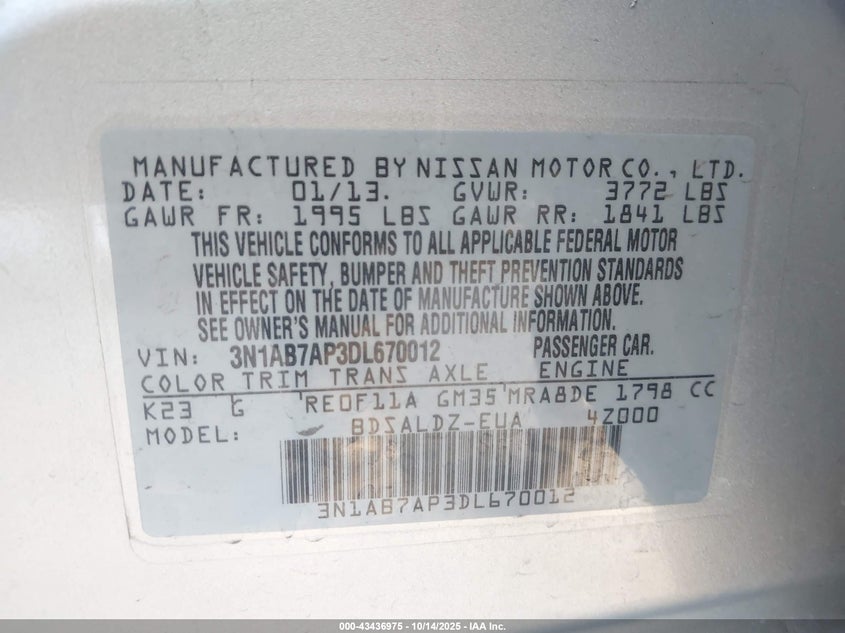 MANUFACTURED BY NISSAN MOTOR CO., LTD.
DATE: 01/13. GVWR: 3772 LBS
GAWR FR: 1995 LBS GAWR RR: 1841 LBS
THIS VEHICLE CONFORMS TO ALL APPLICABLE FEDERAL MOTOR
VEHICLE SAFETY, BUMPER AND THEFT PREVENTION STANDARDS
IN EFFECT ON THE DATE OF MANUFACTURE SHOWN ABOVE.
SEE OWNER'S MANUAL FOR ADDITIONAL INFORMATION.
VIN: 3N1AB7AP3DL670012 PASSENGER CAR.
COLOR TRIM TRANS AXLE ENGINE
K23 G RE0F11A GM35 MRA8DE 1798 CC
MODEL: BDSALDZ-EUA 4Z000
3N1AB7AP3DL670012
000-43436975 | 10/14/2025 | IAA Inc.